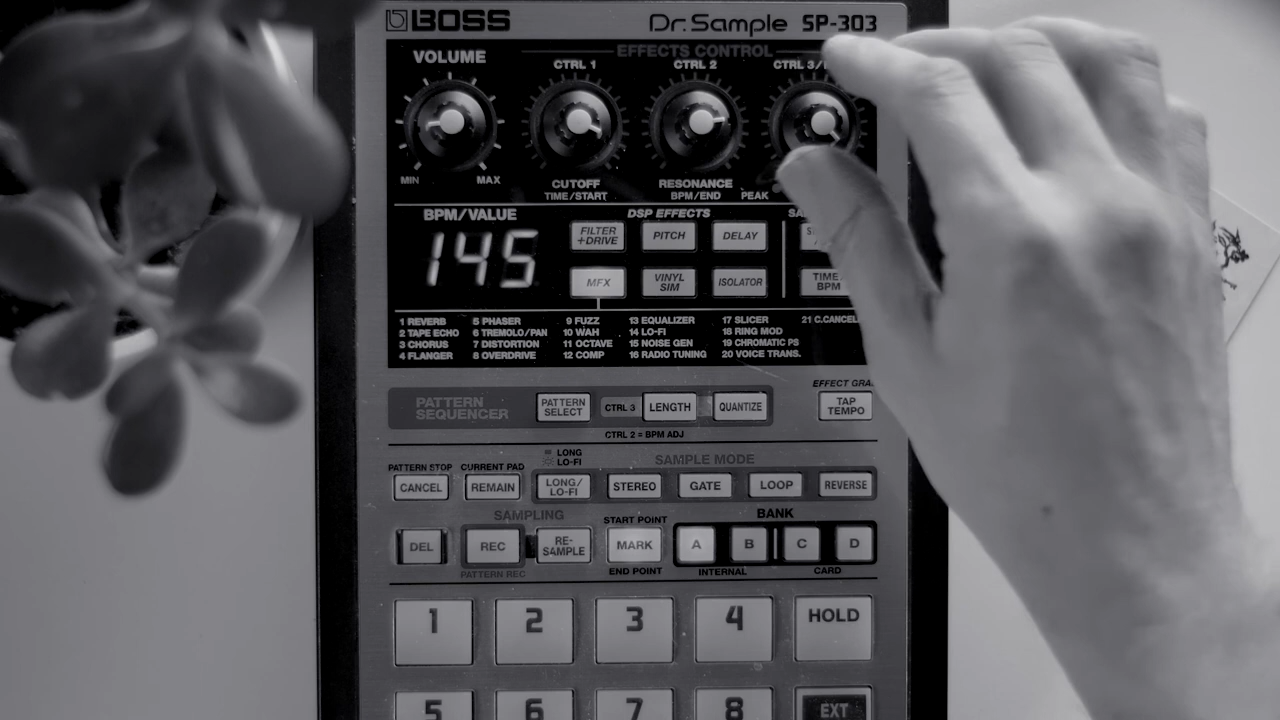 BOSS Dr. Sample SP-303
EFFECTS CONTROL
VOLUME CTRL 1 CTRL 2 CTRL 3/
MIN MAX CUTOFF RESONANCE
TIME/START BPM/END PEAK
BPM/VALUE DSP EFFECTS
145
FILTER +DRIVE PITCH DELAY
MFX VINYL SIM ISOLATOR TIME/ BPM
1 REVERB 5 PHASER 9 FUZZ 13 EQUALIZER 17 SLICER 21 C.CANCEL
2 TAPE ECHO 6 TREMOLO/PAN 10 WAH 14 LO-FI 18 RING MOD
3 CHORUS 7 DISTORTION 11 OCTAVE 15 NOISE GEN 19 CHROMATIC PS
4 FLANGER 8 OVERDRIVE 12 COMP 16 RADIO TUNING 20 VOICE TRANS.
EFFECT
PATTERN SEQUENCER PATTERN SELECT CTRL 3 LENGTH QUANTIZE TAP TEMPO
CTRL 2 = BPM ADJ
LONG
LO-FI SAMPLE MODE
PATTERN STOP CURRENT PAD
CANCEL REMAIN LONG/ LO-FI STEREO GATE LOOP REVERSE
SAMPLING START POINT BANK
DEL REC RE- SAMPLE MARK A B C D
PATTERN REC END POINT INTERNAL CARD
1 2 3 4 HOLD
5 6 7 8 EXT